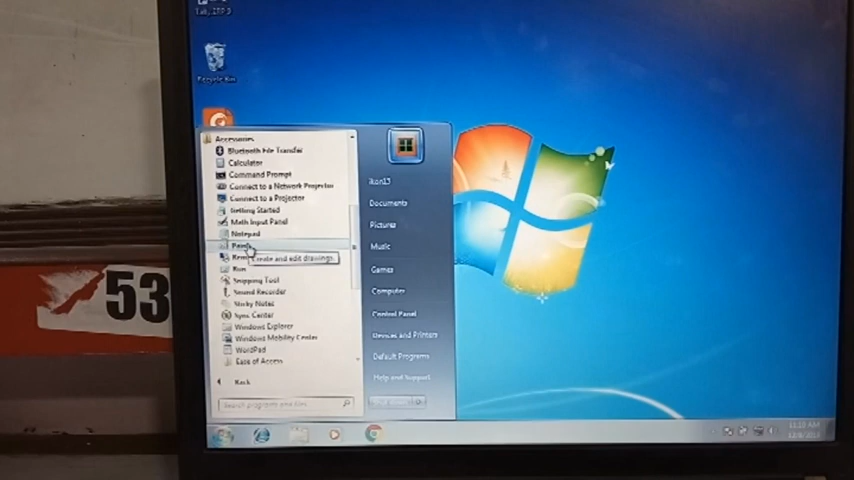 Recycle Bin
53
Accessories
Bluetooth File Transfer
Calculator
Command Prompt
Connect to a Network Projector
Connect to a Projector
Getting Started
Math Input Panel
Notepad
Paint
Create and edit drawings.
Run
Snipping Tool
Sound Recorder
Sticky Notes
Sync Center
Windows Explorer
Windows Mobility Center
WordPad
Ease of Access
Back
Search programs and files
ikon13
Documents
Pictures
Music
Games
Computer
Control Panel
Devices and Printers
Default Programs
Help and Support